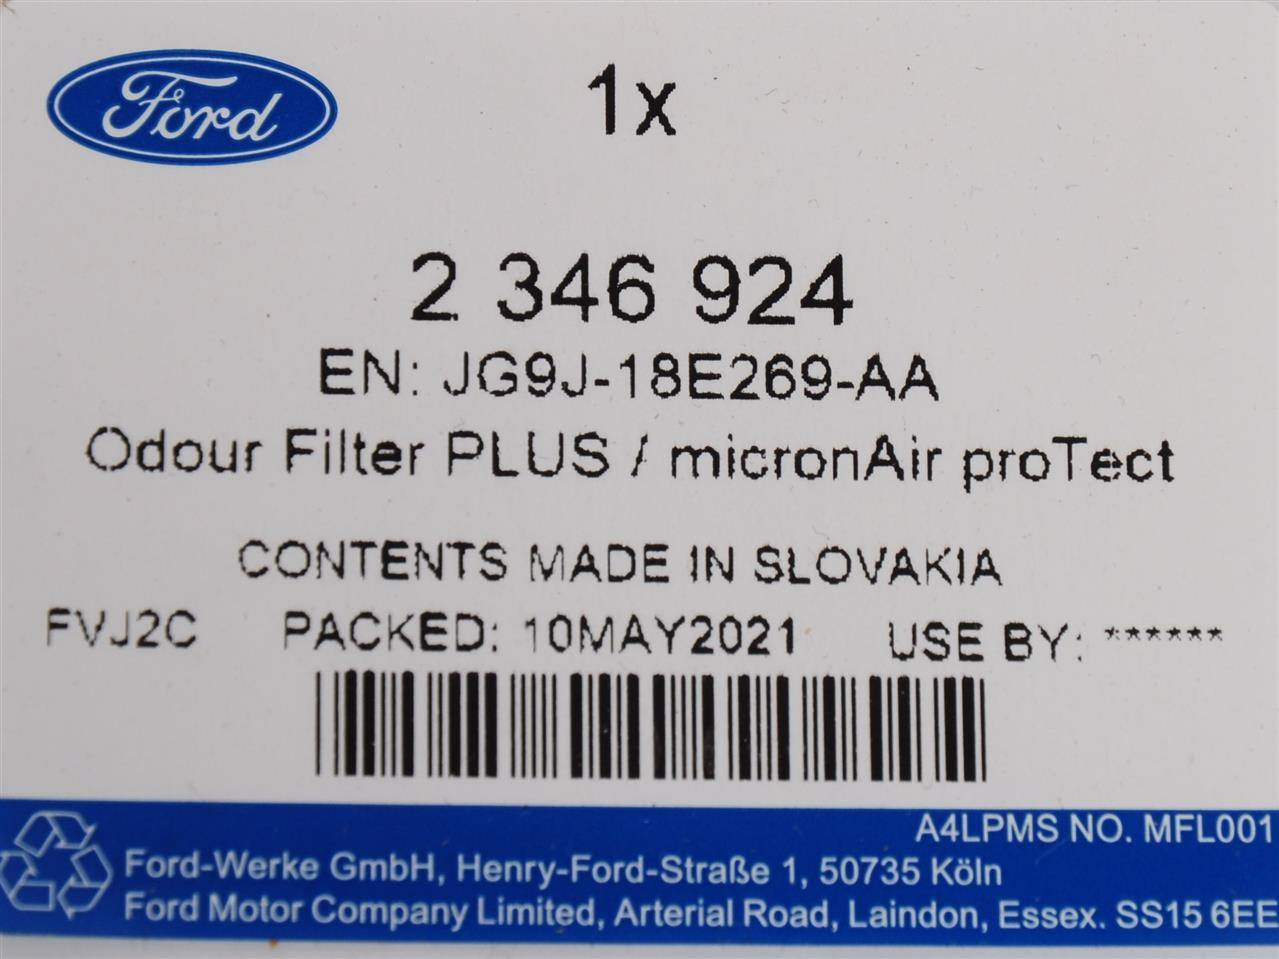 Ford
1x
2 346 924
EN: JG9J-18E269-AA
Odour Filter PLUS / micronAir proTect
CONTENTS MADE IN SLOVAKIA
FVJ2C PACKED: 10MAY2021 USE BY: ******
A4LPMS NO. MFL001
Ford-Werke GmbH, Henry-Ford-Straße 1, 50735 Köln
Ford Motor Company Limited, Arterial Road, Laindon, Essex. SS15 6EE